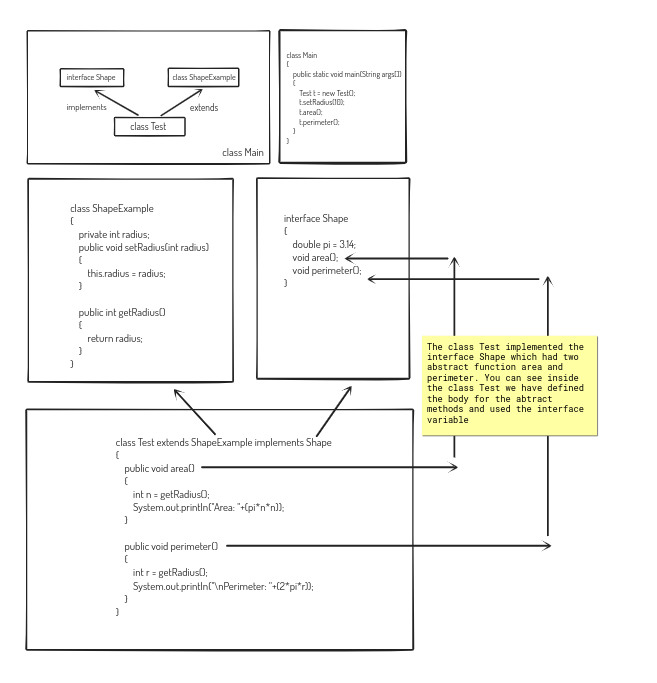 interface Shape
class ShapeExample
implements
extends
class Test
class Main
class Main
{
public static void main(String args[])
{
Test t = new Test();
t.setRadius(10);
t.area();
t.perimeter();
}
}
class ShapeExample
{
private int radius;
public void setRadius(int radius)
{
this.radius = radius;
}
public int getRadius()
{
return radius;
}
}
interface Shape
{
double pi = 3.14;
void area();
void perimeter();
}
The class Test implemented the
interface Shape which had two
abstract function area and
perimeter. You can see inside
the class Test we have defined
the body for the abtract
methods and used the interface
variable
class Test extends ShapeExample implements Shape
{
public void area()
{
int n = getRadius();
System.out.println("Area: "+(pi*n*n));
}
public void perimeter()
{
int r = getRadius();
System.out.println("\nPerimeter: "+(2*pi*r));
}
}